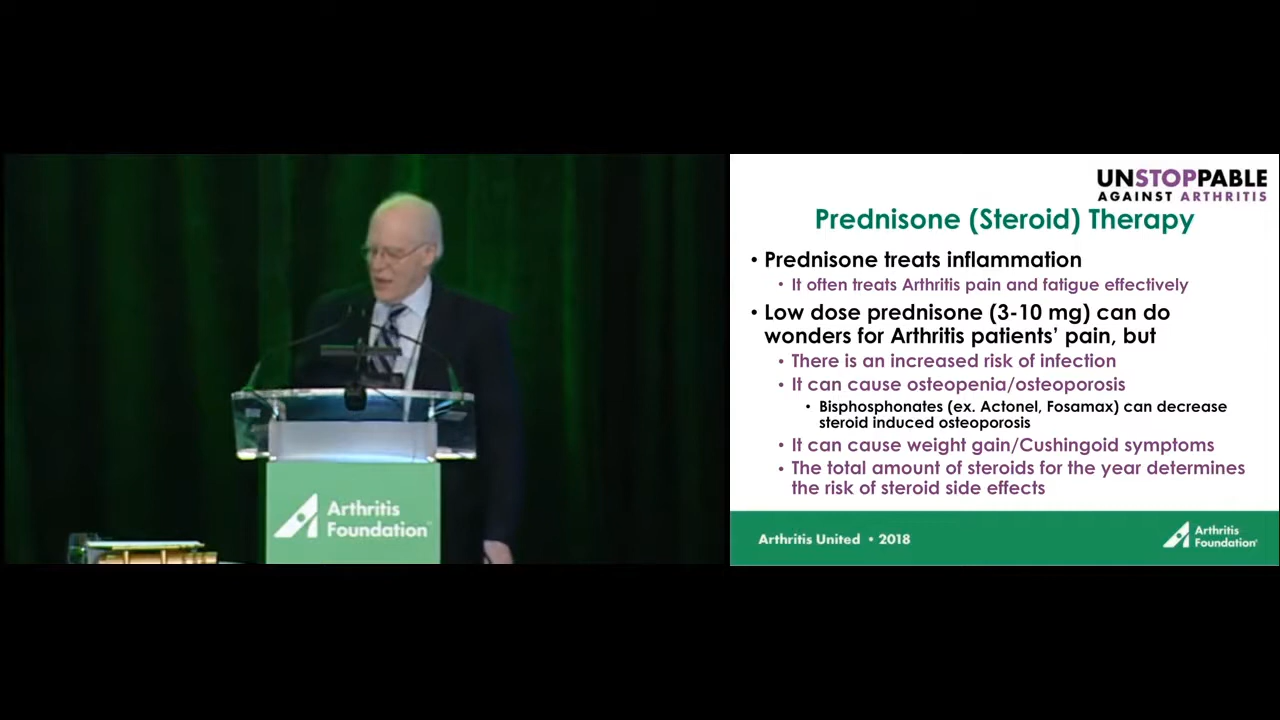 Arthritis
Foundation
UNSTOPPABLE
AGAINST ARTHRITIS
Prednisone (Steroid) Therapy
• Prednisone treats inflammation
• It often treats Arthritis pain and fatigue effectively
• Low dose prednisone (3-10 mg) can do
wonders for Arthritis patients’ pain, but
• There is an increased risk of infection
• It can cause osteopenia/osteoporosis
• Bisphosphonates (ex. Actonel, Fosamax) can decrease
steroid induced osteoporosis
• It can cause weight gain/Cushingoid symptoms
• The total amount of steroids for the year determines
the risk of steroid side effects
Arthritis United • 2018
Arthritis
Foundation